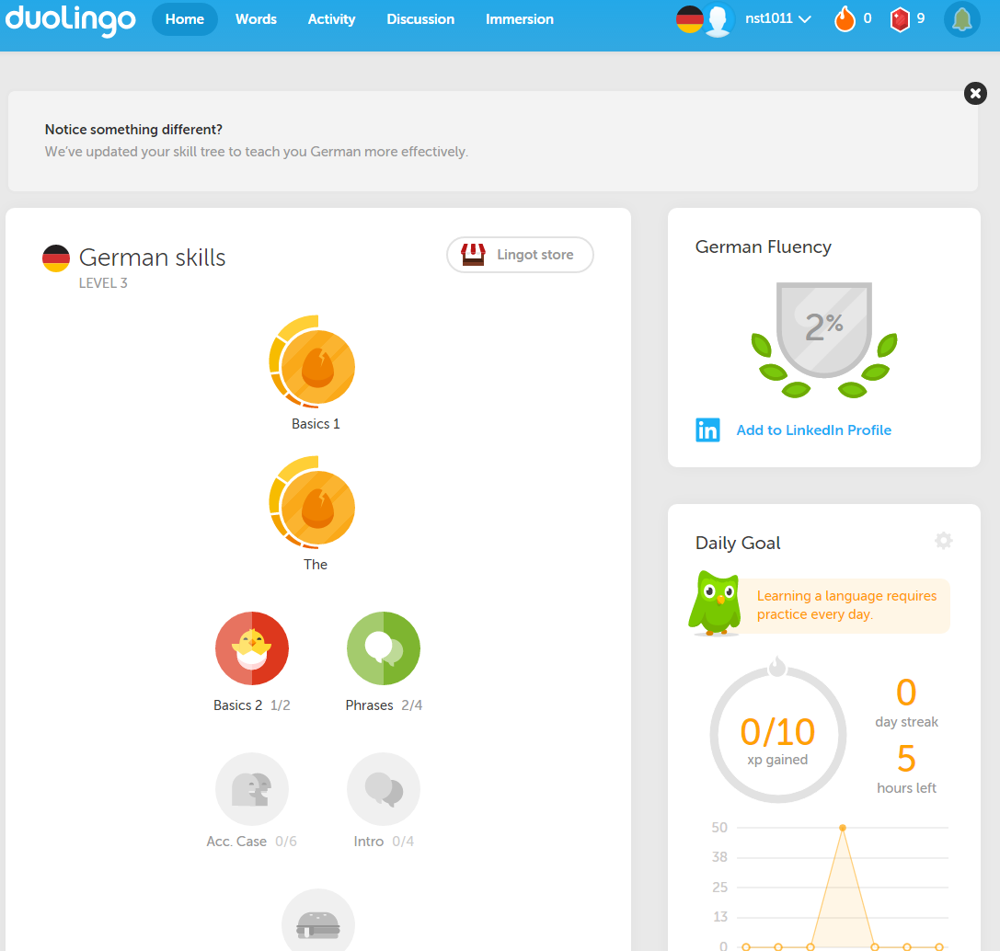 duolingo
Home Words Activity Discussion Immersion
nst1011 0 9
Notice something different?
We've updated your skill tree to teach you German more effectively.
German skills
LEVEL 3
Lingot store
Basics 1
The
Basics 2 1/2
Phrases 2/4
Acc. Case 0/6
Intro 0/4
German Fluency
2%
in
Add to LinkedIn Profile
Daily Goal
Learning a language requires
practice every day.
0/10
xp gained
0
day streak
5
hours left
50
38
25
13
0